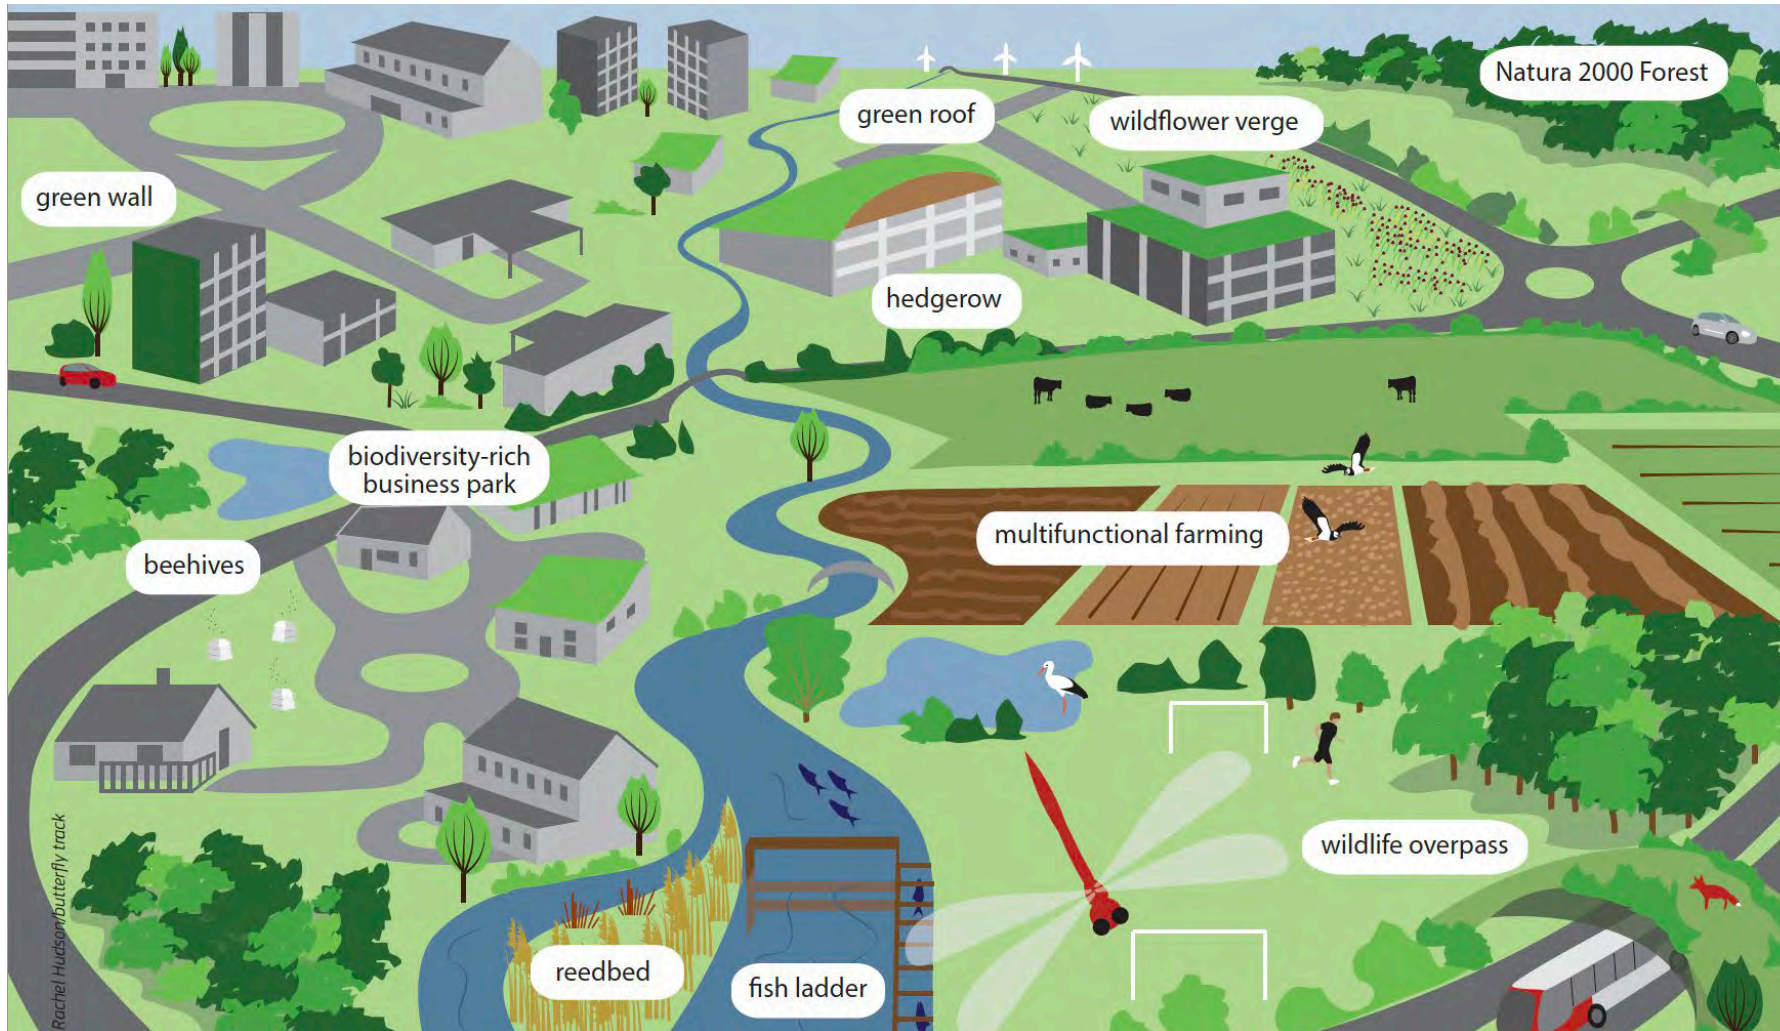 Natura 2000 Forest
green roof
wildflower verge
green wall
hedgerow
biodiversity-rich
business park
multifunctional farming
beehives
wildlife overpass
reedbed
fish ladder
Rachel Hudson/butterfly track